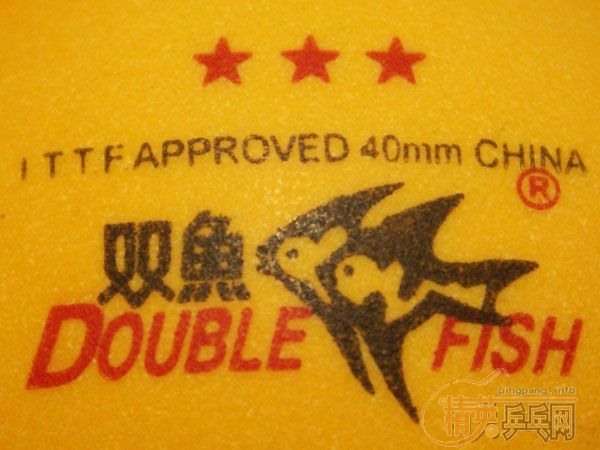 ITTF APPROVED 40mm CHINA
®
双魚
DOUBLE FISH
pingpang.info
精英乒乓网